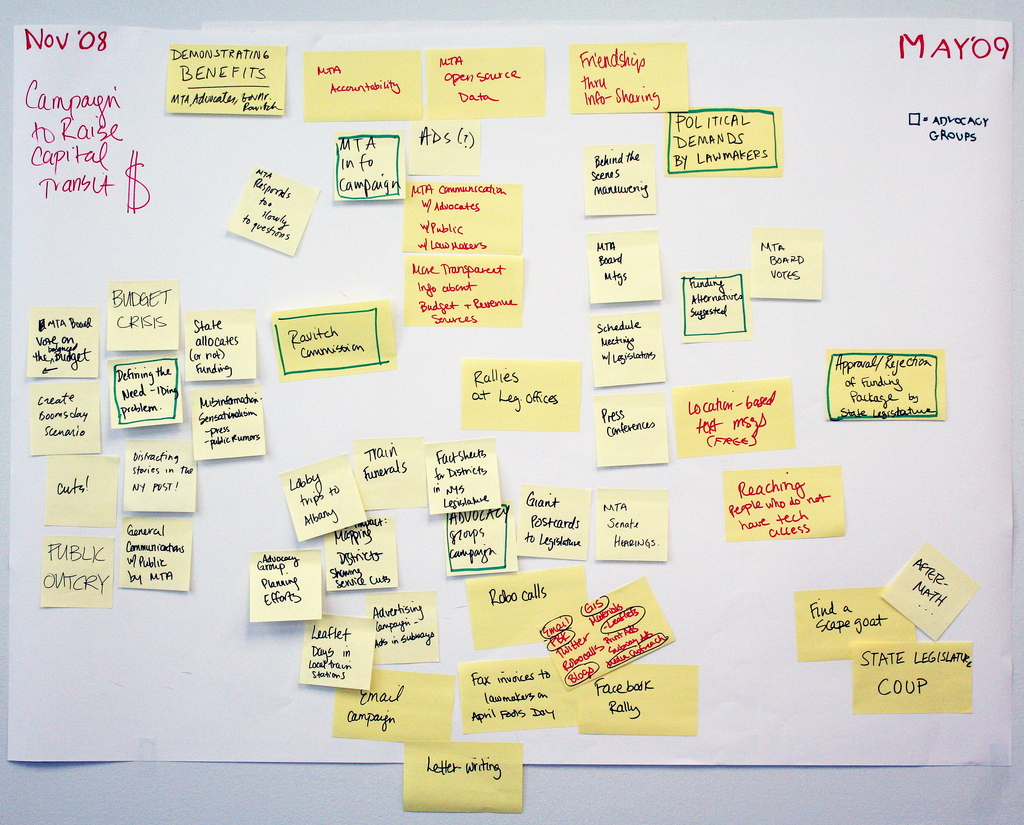 Nov '08
MAY '09
Campaign
to Raise
Capital
Transit
$
= ADVOCACY
GROUPS
DEMONSTRATING
BENEFITS
MTA, Advocates, Gov Mr.
Ravitch
MTA
Accountability
MTA
Open Source
Data
Friendship
thru
Info-Sharing
MTA
info
Campaign
ADS (?)
POLITICAL
DEMANDS
BY LAWMAKERS
MTA
Responds
too
slowly
to questions
MTA Communication
w/ Advocates
w/ Public
w/ Lawmakers
Behind the
scenes
maneuvering
More Transparent
Info about
Budget + Revenue
Sources
MTA
Board
Mtgs
MTA
BOARD
VOTES
Funding
Alternatives
Suggested
BUDGET
CRISIS
MTA Board
vote on
balanced
the Budget
State
allocates
(or not)
Funding
Ravitch
Commission
Schedule
Meetings
w/ Legislators
Defining the
Need - IDing
problem.
Create
Doomsday
Scenario
Misinformation -
Sensationalism
- press
- public Rumors
Rallies
at Leg. Offices
Press
Conferences
Location-based
text msgs
(FREE)
Approval/Rejection
of Funding
Package by
State Legislature
Cuts!
Distracting
stories in the
NY POST!
Lobby
trips to
Albany
Train
Funerals
Fact Sheets
for Districts
in NYS
Legislature
Reaching
People who do not
have tech
access
PUBLIC
OUTCRY
General
Communications
w/ Public
by MTA
impact:
Mapping
Districts
Showing
Service Cuts
ADVOCACY
groups
campaign
Giant
Postcards
to Legislature
MTA
Senate
HEARINGS.
Advocacy
Group
Planning
Efforts
Advertising
Campaign -
Ads in Subways
Leaflet
Days in
Local train
Stations
Robo calls
Email
Twitter
Robocalls
Blogs
GIS
Materials
- Leaflets
Print Ads
Subway Ads
Media Outreach
AFTER-
MATH
....
Find a
scape goat
STATE LEGISLATURE
COUP
Email
Campaign
Fax invoices to
lawmakers on
April Fools Day
Facebook
Rally
Letter writing